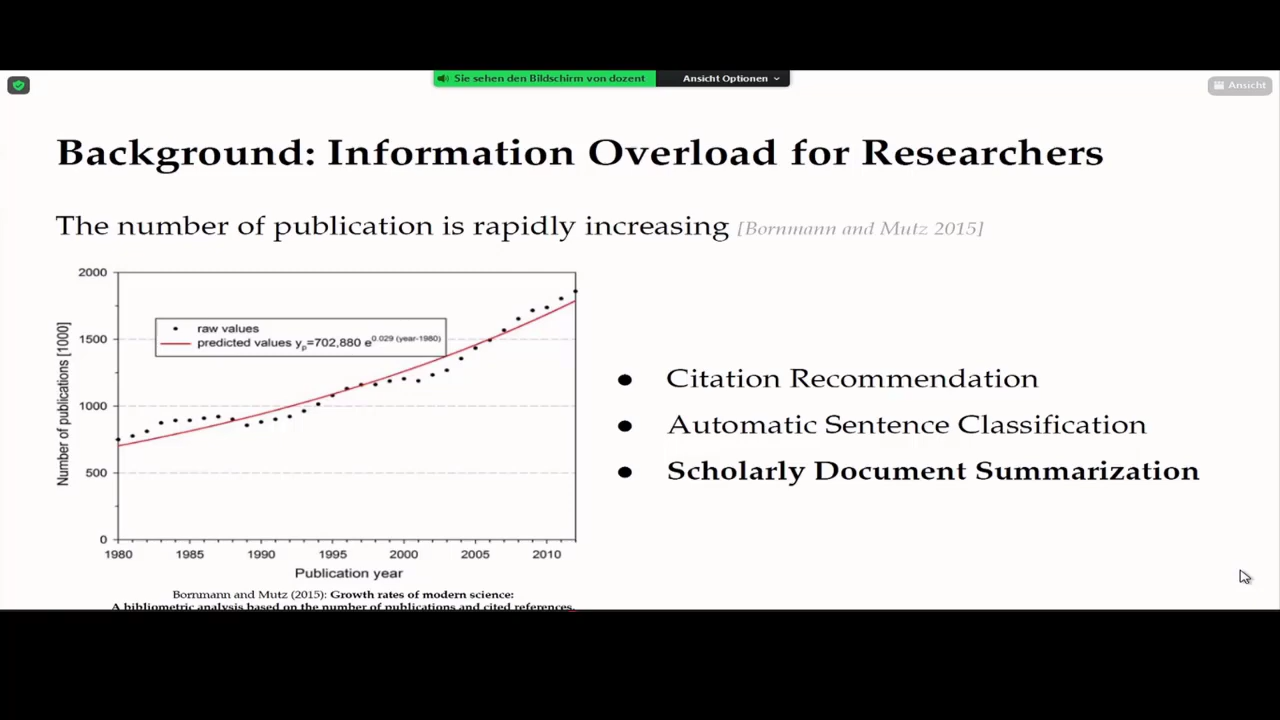 Sie sehen den Bildschirm von dozent
Ansicht Optionen
Ansicht
Background: Information Overload for Researchers
The number of publication is rapidly increasing [Bornmann and Mutz 2015]
2000
1500
1000
500
0
Number of publications [1000]
raw values
predicted values yp=702,880 e0.029 (year-1980)
1980 1985 1990 1995 2000 2005 2010
Publication year
Bornmann and Mutz (2015): Growth rates of modern science:
A bibliometric analysis based on the number of publications and cited references.
● Citation Recommendation
● Automatic Sentence Classification
● Scholarly Document Summarization